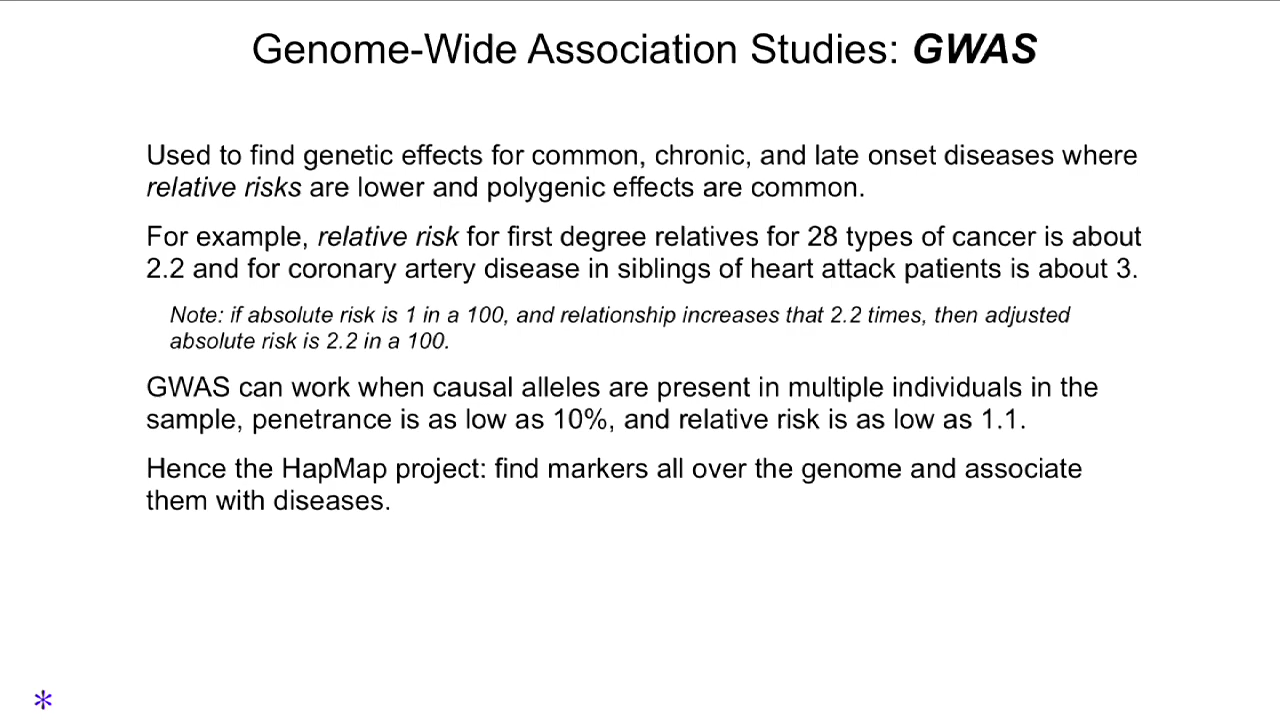 Genome-Wide Association Studies: GWAS
Used to find genetic effects for common, chronic, and late onset diseases where
relative risks are lower and polygenic effects are common.
For example, relative risk for first degree relatives for 28 types of cancer is about
2.2 and for coronary artery disease in siblings of heart attack patients is about 3.
Note: if absolute risk is 1 in a 100, and relationship increases that 2.2 times, then adjusted
absolute risk is 2.2 in a 100.
GWAS can work when causal alleles are present in multiple individuals in the
sample, penetrance is as low as 10%, and relative risk is as low as 1.1.
Hence the HapMap project: find markers all over the genome and associate
them with diseases.
*